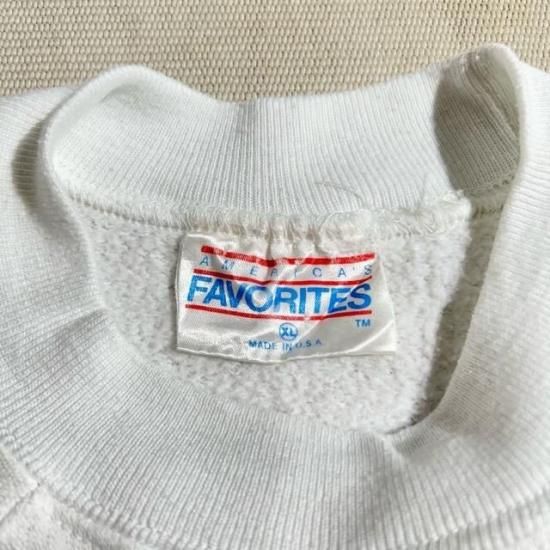 AMERICA'S
FAVORITES
TM
XL
MADE IN U.S.A.